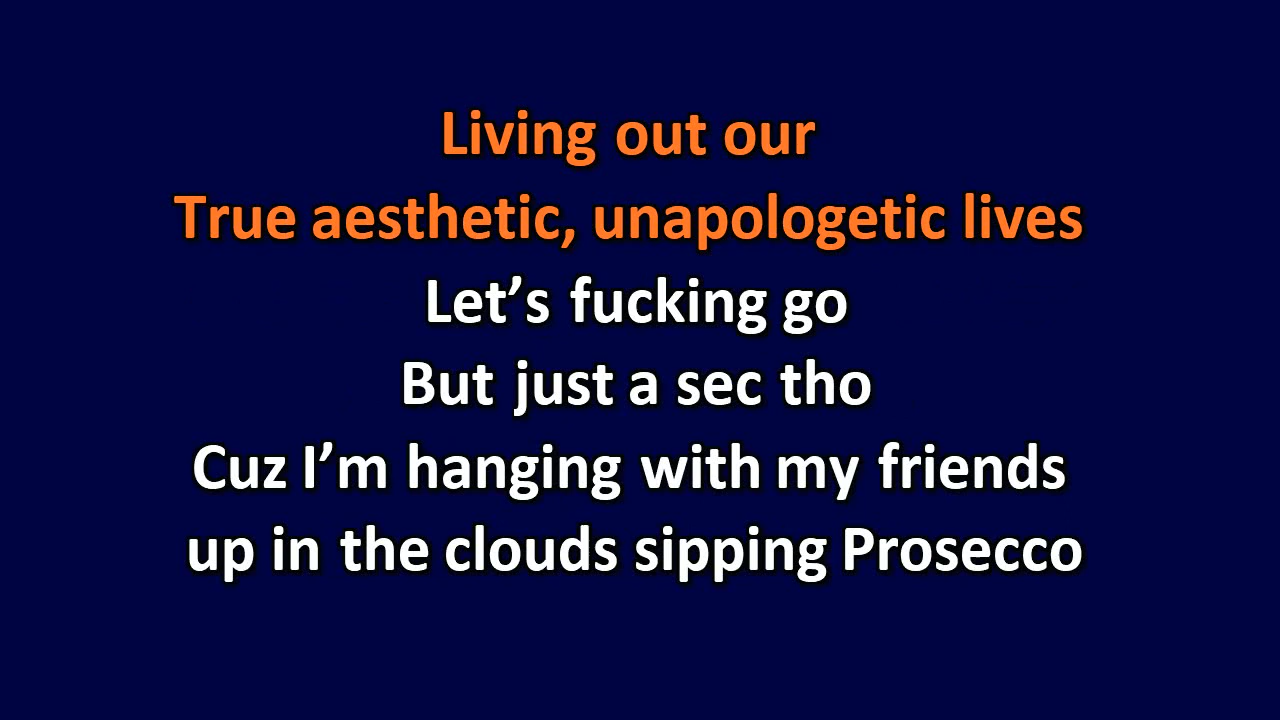 Living out our
True aesthetic, unapologetic lives
Let’s fucking go
But just a sec tho
Cuz I’m hanging with my friends
up in the clouds sipping Prosecco